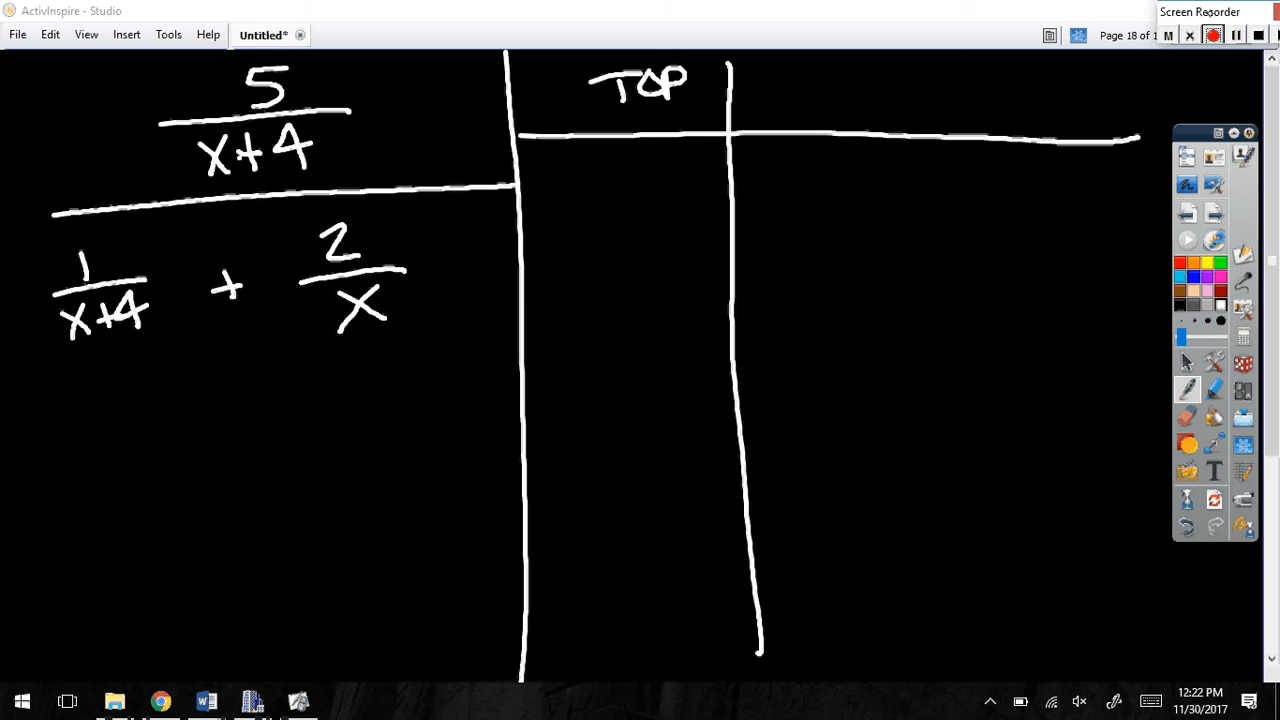 ActivInspire - Studio
Screen Recorder
File Edit View Insert Tools Help Untitled*
Page 18 of 1
M
5
x+4
TOP
1
x+4
+
2
x
12:22 PM
11/30/2017